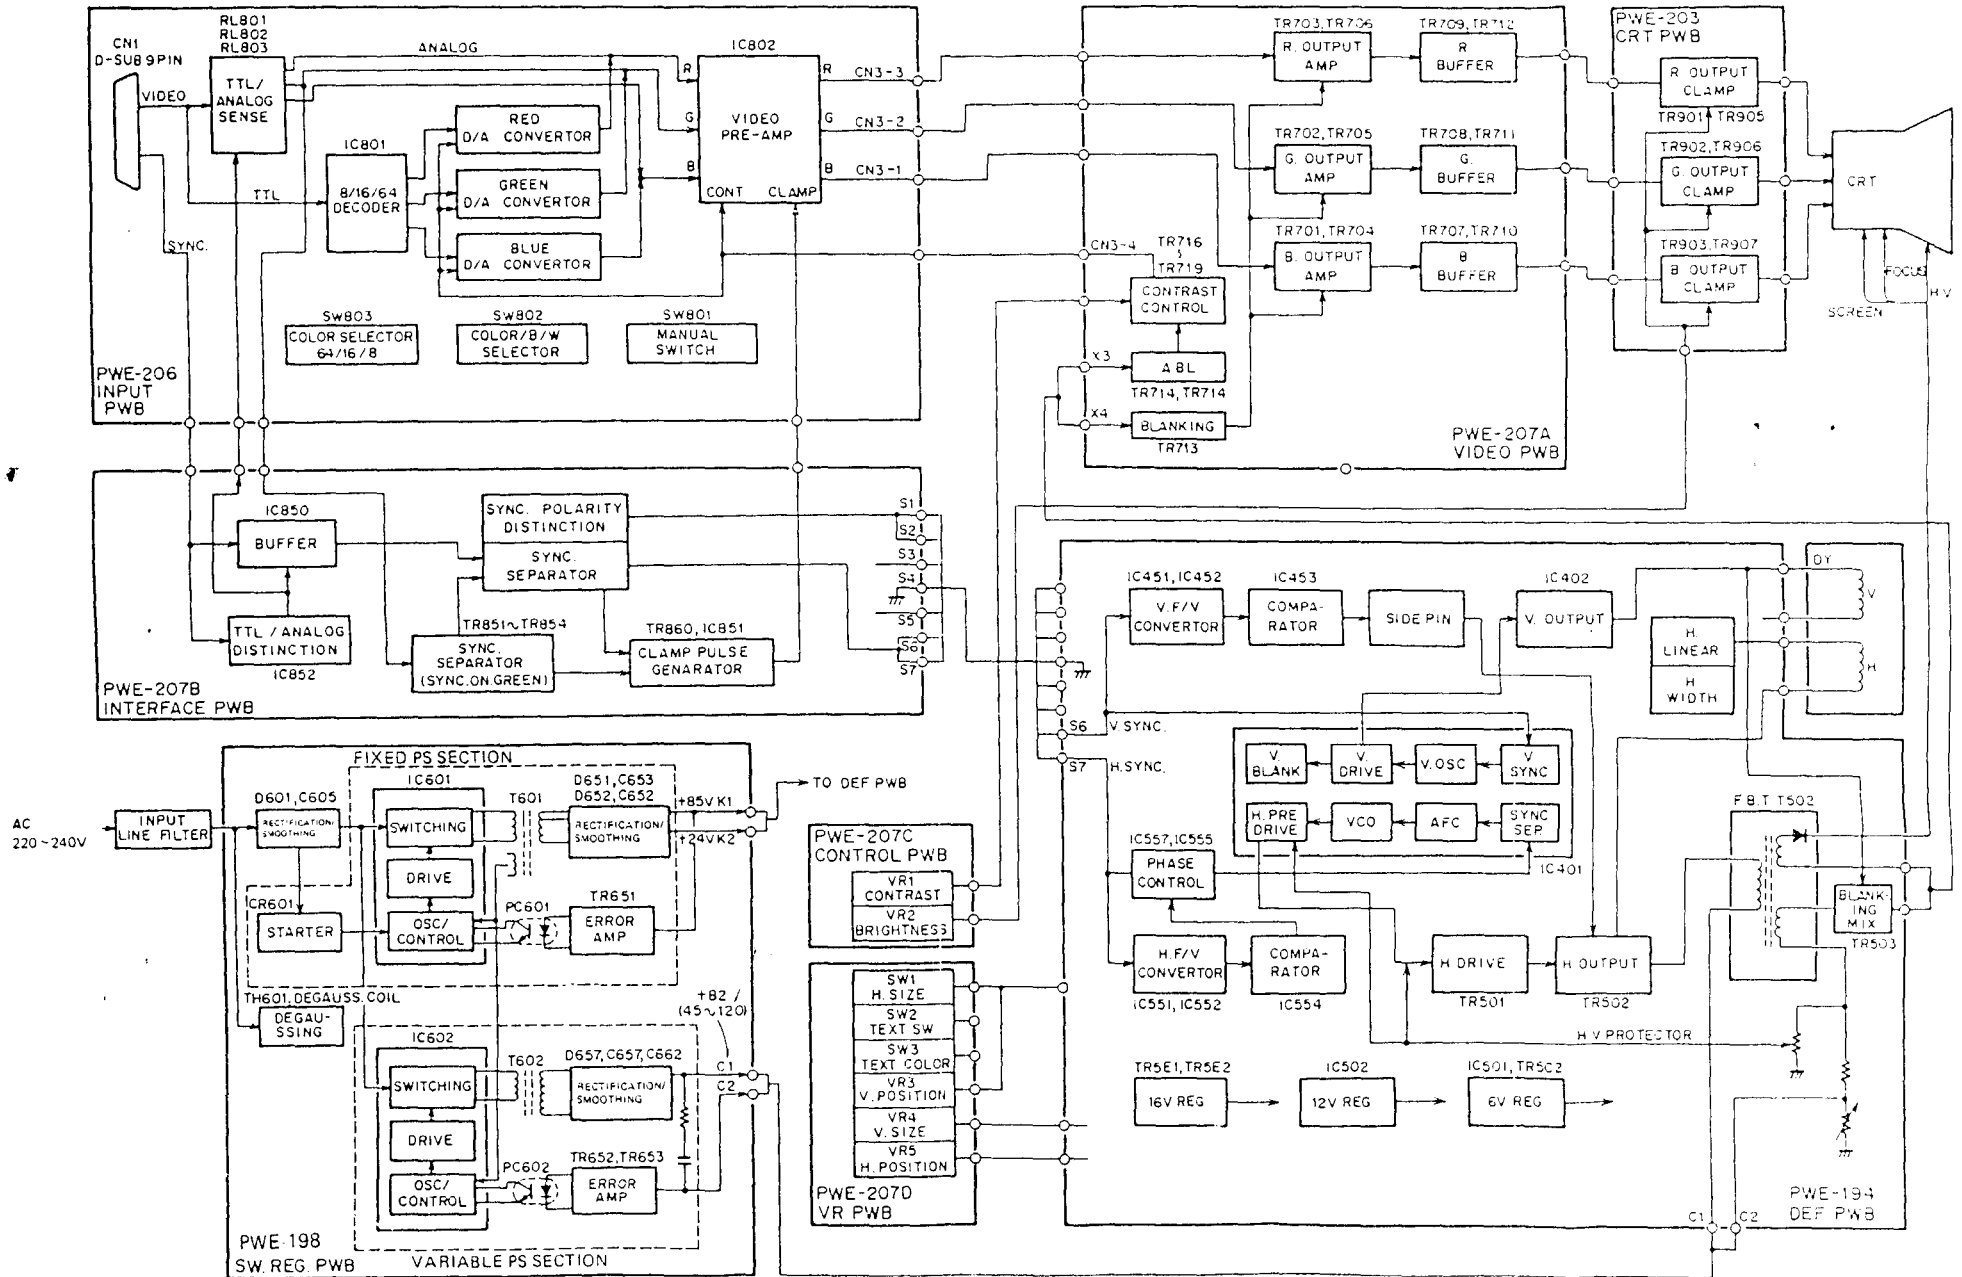 RL801
RL802
RL803
CN1
D-SUB 9PIN
VIDEO
SYNC.
TTL/
ANALOG
SENSE
ANALOG
TTL
IC801
8/16/64
DECODER
RED
D/A CONVERTOR
GREEN
D/A CONVERTOR
BLUE
D/A CONVERTOR
IC802
R
G
B
VIDEO
PRE-AMP
CONT
CLAMP
R
G
B
CN3-3
CN3-2
CN3-1
SW803
COLOR SELECTOR
64/16/8
SW802
COLOR/B/W
SELECTOR
SW801
MANUAL
SWITCH
PWE-206
INPUT
PWB
CN3-4
TR703, TR706
R. OUTPUT
AMP
TR709, TR712
R
BUFFER
TR702, TR705
G. OUTPUT
AMP
TR708, TR711
G.
BUFFER
TR701, TR704
B. OUTPUT
AMP
TR707, TR710
B
BUFFER
TR716
~
TR719
CONTRAST
CONTROL
X3
ABL
TR714, TR714
X4
BLANKING
TR713
PWE-207A
VIDEO PWB
PWE-203
CRT PWB
R OUTPUT
CLAMP
TR901 TR905
TR902, TR906
G. OUTPUT
CLAMP
TR903, TR907
B OUTPUT
CLAMP
CRT
FOCUS
H.V
SCREEN
IC850
BUFFER
SYNC. POLARITY
DISTINCTION
SYNC.
SEPARATOR
TTL / ANALOG
DISTINCTION
IC852
TR851~TR854
SYNC.
SEPARATOR
(SYNC.ON.GREEN)
TR860, IC851
CLAMP PULSE
GENARATOR
S1
S2
S3
S4
S5
S6
S7
PWE-207B
INTERFACE PWB
IC451, IC452
V.F/V
CONVERTOR
IC453
COMPA-
RATOR
SIDE PIN
IC402
V. OUTPUT
H.
LINEAR
H
WIDTH
DY
V
H
S6
V SYNC.
S7
H.SYNC.
V.
BLANK
V.
DRIVE
V.OSC
V
SYNC
H.PRE
DRIVE
VCO
AFC
SYNC
SEP.
IC401
IC557, IC555
PHASE
CONTROL
H.F/V
CONVERTOR
IC551, IC552
COMPA-
RATOR
IC554
H DRIVE
TR501
H OUTPUT
TR502
F.B.T T502
BLANK-
ING
MIX
TR503
H.V PROTECTOR
TR5E1, TR5E2
16V REG
IC502
12V REG
IC501, TR5C2
6V REG
PWE-194
DEF PWB
C1
C2
FIXED PS SECTION
AC
220~240V
INPUT
LINE FILTER
D601, C605
RECTIFICATION/
SMOOTHING
IC601
SWITCHING
DRIVE
OSC/
CONTROL
T601
D651, C653
D652, C652
RECTIFICATION/
SMOOTHING
+85V K1
+24V K2
TO DEF PWB
CR601
STARTER
PC601
TR651
ERROR
AMP
TH601, DEGAUSS. COIL
DEGAU-
SSING
IC602
SWITCHING
DRIVE
OSC/
CONTROL
T602
D657, C657, C662
RECTIFICATION/
SMOOTHING
+82 /
(45~120)
C1
C2
PC602
TR652, TR653
ERROR
AMP
PWE-198
SW. REG. PWB
VARIABLE PS SECTION
PWE-207C
CONTROL PWB
VR1
CONTRAST
VR2
BRIGHTNESS
SW1
H. SIZE
SW2
TEXT SW
SW3
TEXT COLOR
VR3
V. POSITION
VR4
V. SIZE
VR5
H. POSITION
PWE-207D
VR PWB